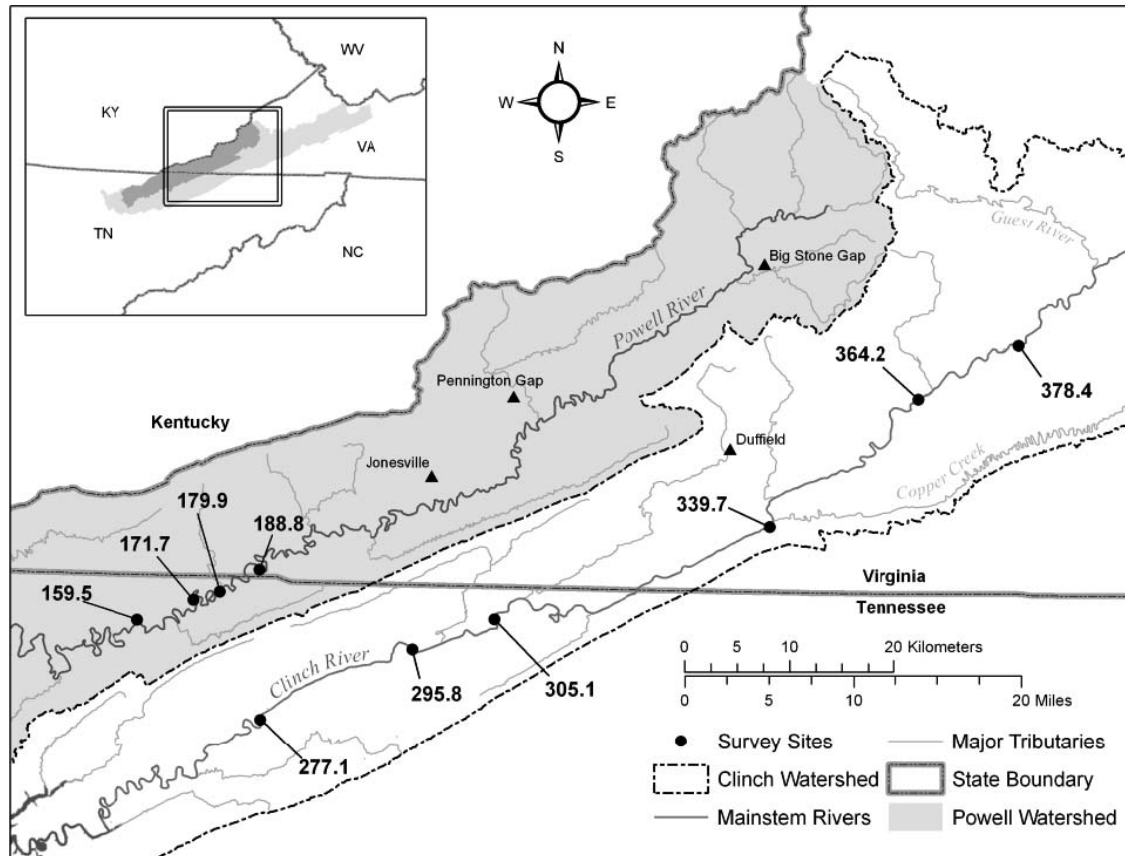 WV
KY
VA
TN
NC
N
W
E
S
Guest River
Big Stone Gap
Powell River
364.2
378.4
Pennington Gap
Kentucky
Duffield
Jonesville
Copper Creek
179.9
339.7
188.8
171.7
159.5
Virginia
Tennessee
Clinch River
295.8
305.1
277.1
0 5 10 20 Kilometers
0 5 10 20 Miles
Survey Sites
Major Tributaries
Clinch Watershed
State Boundary
Mainstem Rivers
Powell Watershed